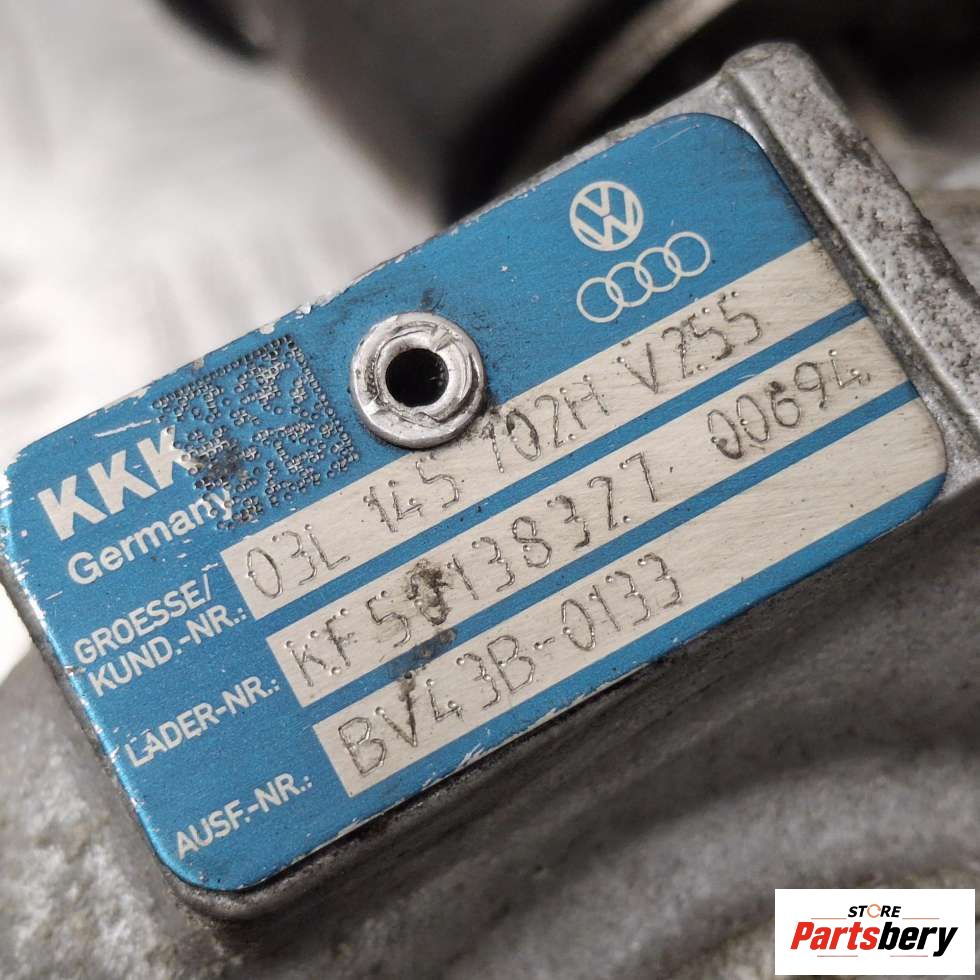 KKK
Germany
GROESSE/
KUND.-NR.: 03L 145 702H V255
LADER-NR.: KF50138327 00694
AUSF.-NR.: BV43B-0133
STORE
Partsbery